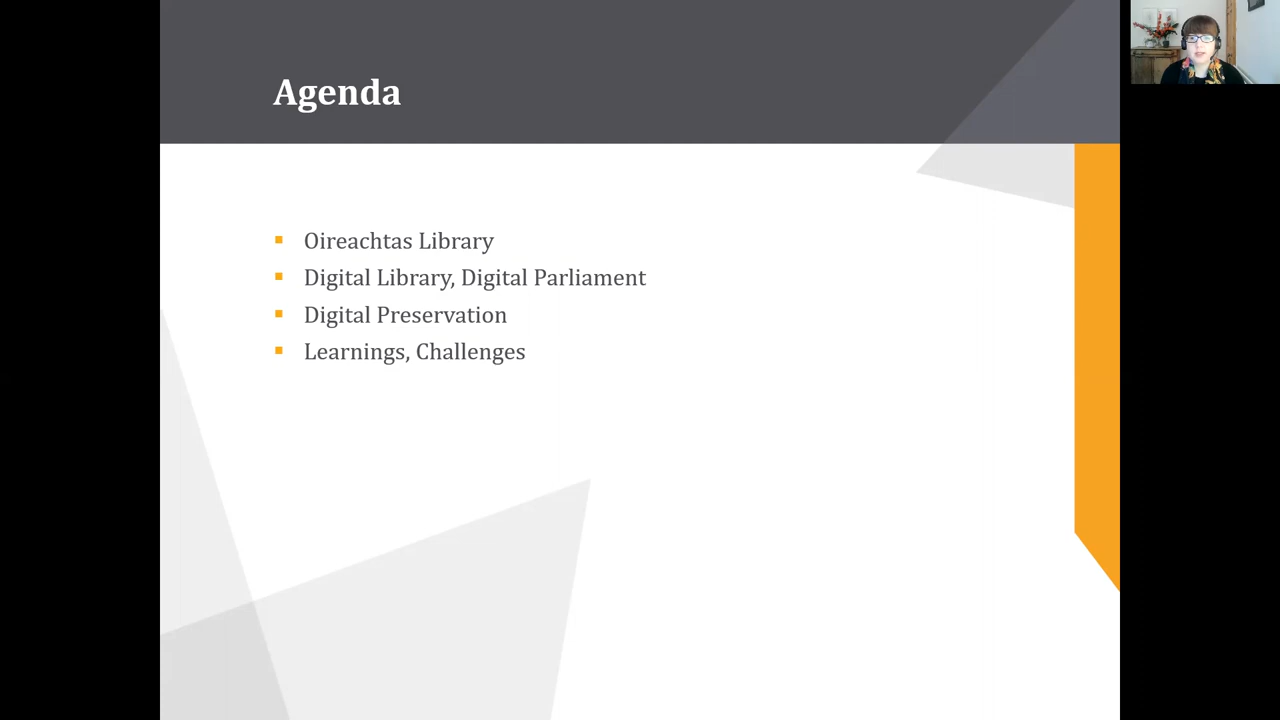 Agenda
Oireachtas Library
Digital Library, Digital Parliament
Digital Preservation
Learnings, Challenges